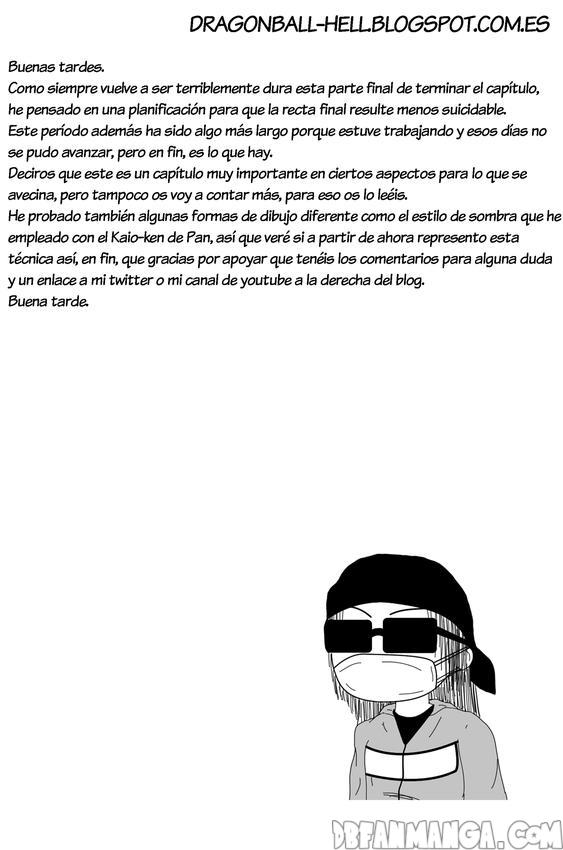 DRAGONBALL-HELL.BLOGSPOT.COM.ES
Buenas tardes.
Como siempre vuelve a ser terriblemente dura esta parte final de terminar el capítulo,
he pensado en una planificación para que la recta final resulte menos suicidable.
Este período además ha sido algo más largo porque estuve trabajando y esos días no
se pudo avanzar, pero en fin, es lo que hay.
Deciros que este es un capítulo muy importante en ciertos aspectos para lo que se
avecina, pero tampoco os voy a contar más, para eso os lo leéis.
He probado también algunas formas de dibujo diferente como el estilo de sombra que he
empleado con el Kaio-ken de Pan, así que veré si a partir de ahora represento esta
técnica así, en fin, que gracias por apoyar que tenéis los comentarios para alguna duda
y un enlace a mi twitter o mi canal de youtube a la derecha del blog.
Buena tarde.
DBFANMANGA.COM